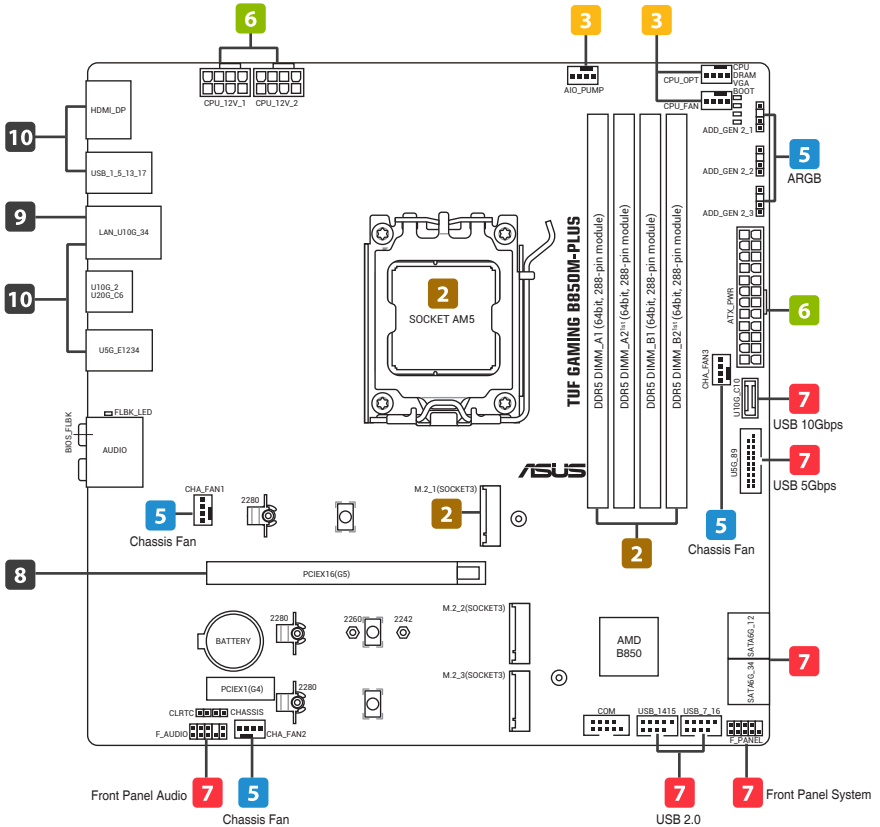 6
3
3
CPU_12V_1
CPU_12V_2
AIO_PUMP
CPU_OPT
CPU
DRAM
VGA
BOOT
CPU_FAN
HDMI_DP
10
USB_1_5_13_17
ADD_GEN 2_1
ADD_GEN 2_2
ADD_GEN 2_3
5
ARGB
9
LAN_U10G_34
10
U10G_2
U20G_C6
U5G_E1234
2
SOCKET AM5
TUF GAMING B850M-PLUS
DDR5 DIMM_A1 (64bit, 288-pin module)
DDR5 DIMM_A2¹ˢᵗ (64bit, 288-pin module)
DDR5 DIMM_B1 (64bit, 288-pin module)
DDR5 DIMM_B2¹ˢᵗ (64bit, 288-pin module)
ATX_PWR
6
CHA_FAN3
U10G_C10
7
USB 10Gbps
U5G_89
7
USB 5Gbps
FLBK_LED
BIOS_FLBK
AUDIO
CHA_FAN1
5
Chassis Fan
2280
ASUS
M.2_1(SOCKET3)
2
2
5
Chassis Fan
8
PCIEX16(G5)
BATTERY
2280
2260
2242
M.2_2(SOCKET3)
AMD
B850
SATA6G_12
SATA6G_34
7
M.2_3(SOCKET3)
PCIEX1(G4)
2280
CLRTC
CHASSIS
F_AUDIO
CHA_FAN2
COM
USB_1415
USB_7_16
F_PANEL
Front Panel Audio
7
5
Chassis Fan
7
USB 2.0
7
Front Panel System